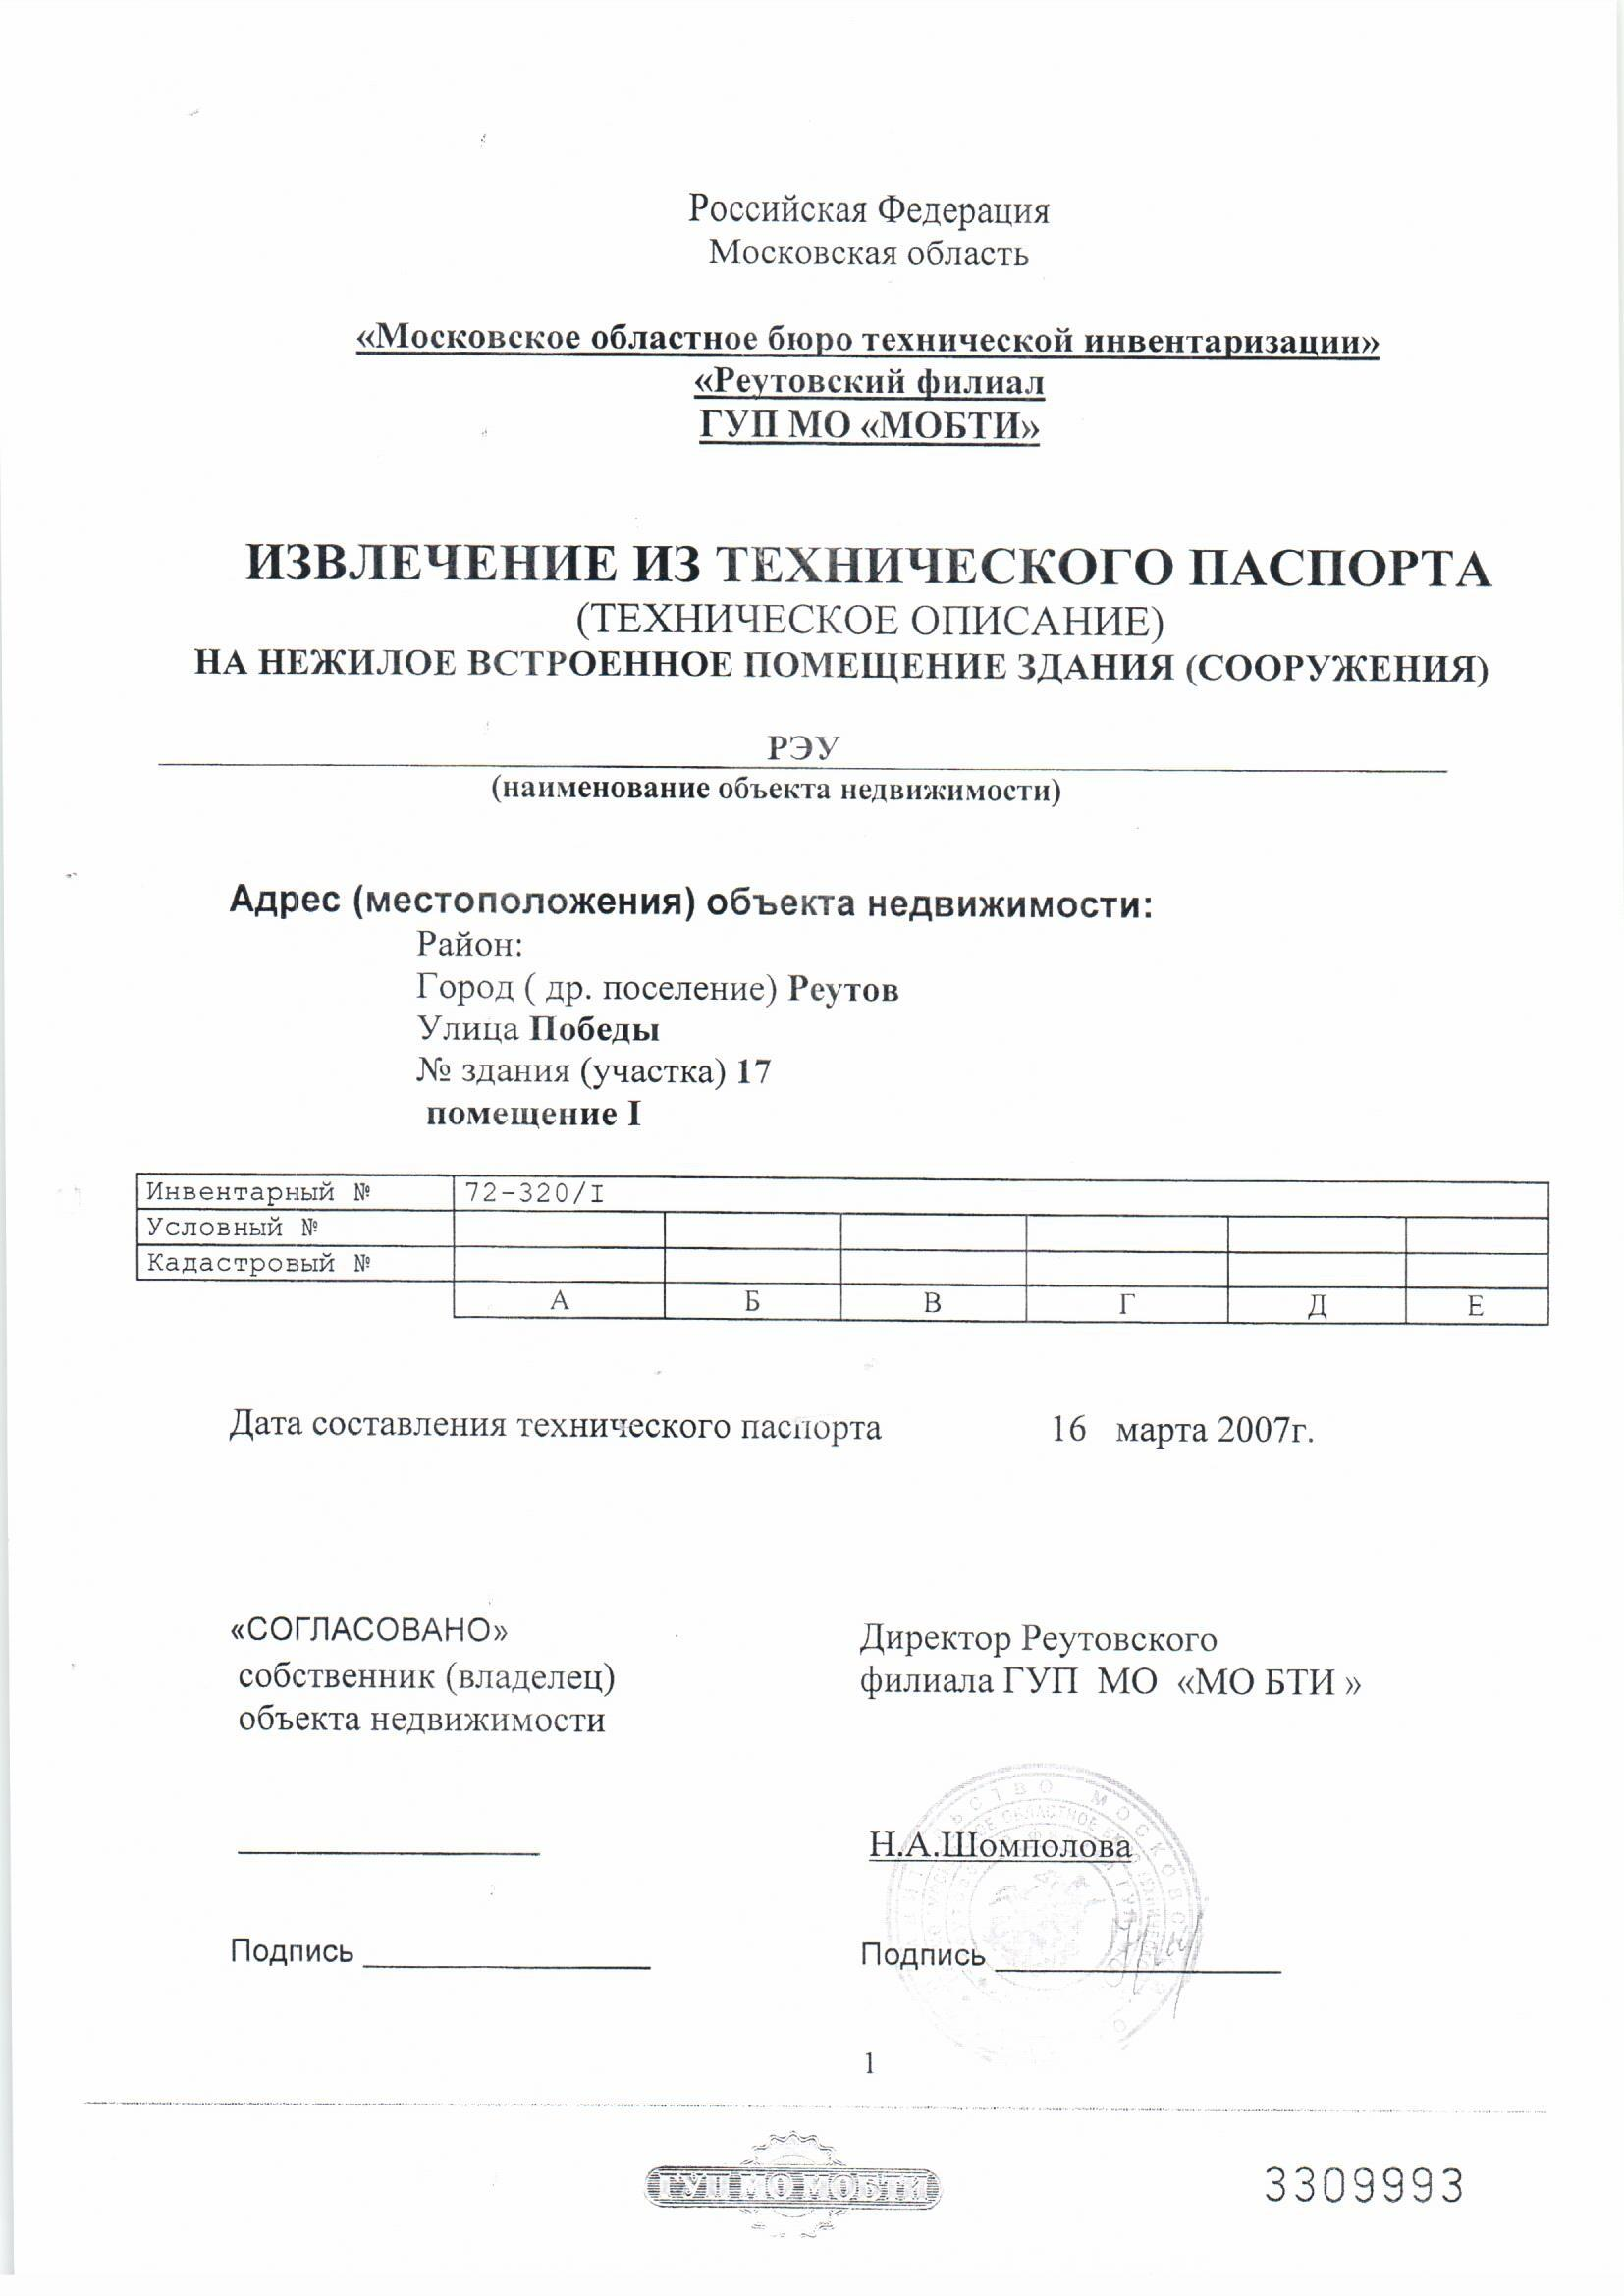 Российская Федерация
Московская область
«Московское областное бюро технической инвентаризации»
«Реутовский филиал
ГУП МО «МОБТИ»
ИЗВЛЕЧЕНИЕ ИЗ ТЕХНИЧЕСКОГО ПАСПОРТА
(ТЕХНИЧЕСКОЕ ОПИСАНИЕ)
НА НЕЖИЛОЕ ВСТРОЕННОЕ ПОМЕЩЕНИЕ ЗДАНИЯ (СООРУЖЕНИЯ)
РЭУ
(наименование объекта недвижимости)
Адрес (местоположения) объекта недвижимости:
Район:
Город ( др. поселение) Реутов
Улица Победы
№ здания (участка) 17
помещение I
Инвентарный № 72-320/I
Условный №
Кадастровый №
А Б В Г Д Е
Дата составления технического паспорта 16 марта 2007г.
«СОГЛАСОВАНО»
собственник (владелец)
объекта недвижимости
Директор Реутовского
филиала ГУП МО «МО БТИ »
Н.А.Шомполова
Подпись
Подпись
1
ГУП МО МОБТИ
3309993